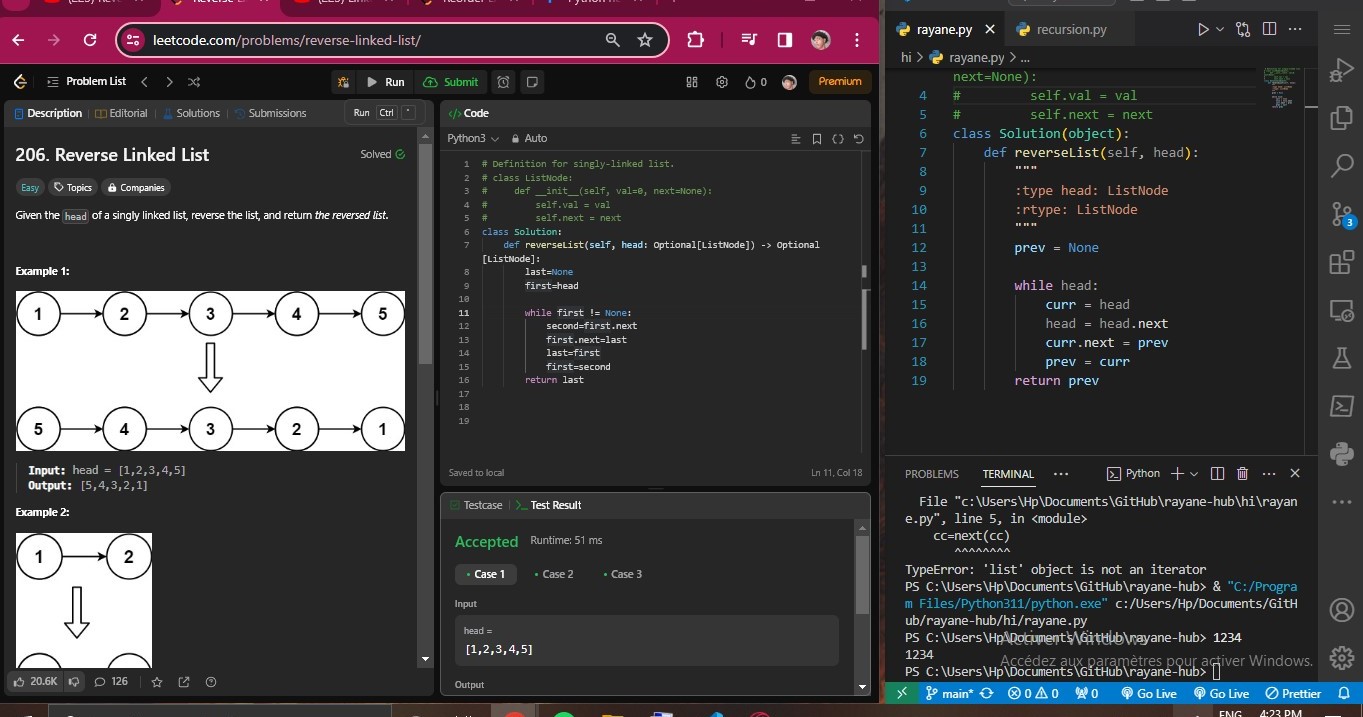 leetcode.com/problems/reverse-linked-list/
Problem List
Run
Submit
0
Premium
Description
Editorial
Solutions
Submissions
Run Ctrl '
206. Reverse Linked List
Solved
Easy
Topics
Companies
Given the head of a singly linked list, reverse the list, and return the reversed list.
Example 1:
1 2 3 4 5
5 4 3 2 1
Input: head = [1,2,3,4,5]
Output: [5,4,3,2,1]
Example 2:
1 2
20.6K
126
</> Code
Python3
Auto
1 # Definition for singly-linked list.
2 # class ListNode:
3 # def __init__(self, val=0, next=None):
4 # self.val = val
5 # self.next = next
6 class Solution:
7 def reverseList(self, head: Optional[ListNode]) -> Optional
[ListNode]:
8 last=None
9 first=head
10
11 while first != None:
12 second=first.next
13 first.next=last
14 last=first
15 first=second
16 return last
17
18
19
Saved to local
Ln 11, Col 18
Testcase
Test Result
Accepted
Runtime: 51 ms
Case 1
Case 2
Case 3
Input
head =
[1,2,3,4,5]
Output
rayane.py
recursion.py
hi > rayane.py > ...
next=None):
4 # self.val = val
5 # self.next = next
6 class Solution(object):
7 def reverseList(self, head):
8 """
9 :type head: ListNode
10 :rtype: ListNode
11 """
12 prev = None
13
14 while head:
15 curr = head
16 head = head.next
17 curr.next = prev
18 prev = curr
19 return prev
3
PROBLEMS
TERMINAL
Python
File "c:\Users\Hp\Documents\GitHub\rayane-hub\hi\rayan
e.py", line 5, in <module>
cc=next(cc)
^^^^^^^^
TypeError: 'list' object is not an iterator
PS C:\Users\Hp\Documents\GitHub\rayane-hub> & "C:/Progra
m Files/Python311/python.exe" c:/Users/Hp/Documents/GitH
ub/rayane-hub/hi/rayane.py
PS C:\Users\Hp\Documents\GitHub\rayane-hub> 1234
1234
PS C:\Users\Hp\Documents\GitHub\rayane-hub>
Activer Windows
Accédez aux paramètres pour activer Windows.
main*
0
0
0
Go Live
Go Live
Prettier
ENG
4:23 PM